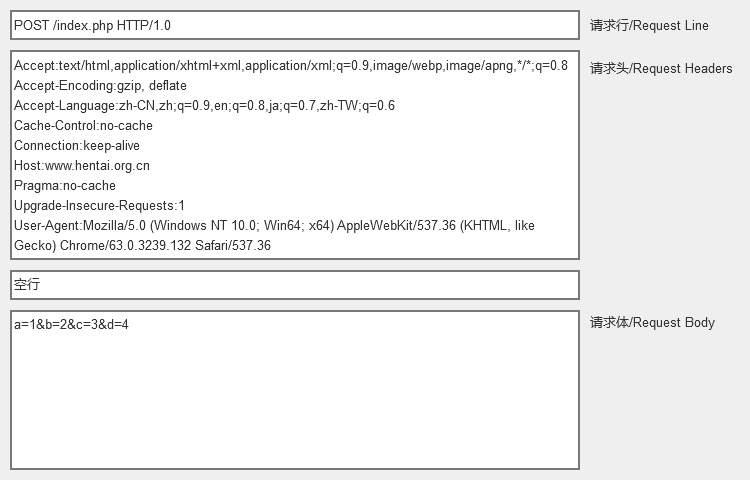 POST /index.php HTTP/1.0
请求行/Request Line
Accept:text/html,application/xhtml+xml,application/xml;q=0.9,image/webp,image/apng,*/*;q=0.8
请求头/Request Headers
Accept-Encoding:gzip, deflate
Accept-Language:zh-CN,zh;q=0.9,en;q=0.8,ja;q=0.7,zh-TW;q=0.6
Cache-Control:no-cache
Connection:keep-alive
Host:www.hentai.org.cn
Pragma:no-cache
Upgrade-Insecure-Requests:1
User-Agent:Mozilla/5.0 (Windows NT 10.0; Win64; x64) AppleWebKit/537.36 (KHTML, like
Gecko) Chrome/63.0.3239.132 Safari/537.36
空行
a=1&b=2&c=3&d=4
请求体/Request Body